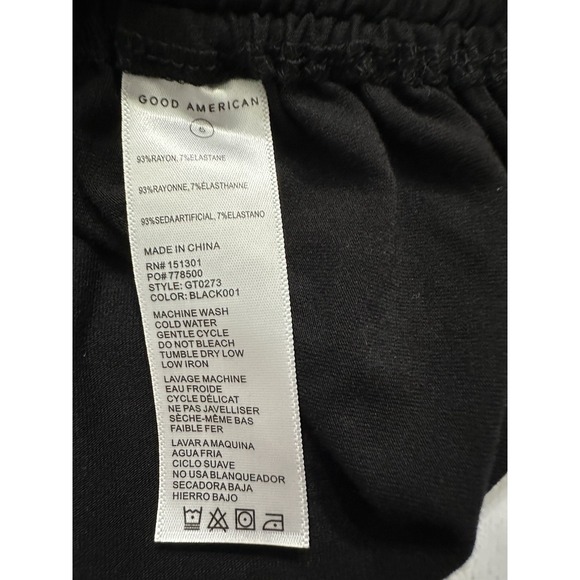 GOOD AMERICAN
6
93%RAYON, 7%ELASTANE
93%RAYONNE, 7%ÉLASTHANNE
93%SEDAARTIFICIAL, 7%ELASTANO
MADE IN CHINA
RN# 151301
PO# 778500
STYLE: GT0273
COLOR: BLACK001
MACHINE WASH
COLD WATER
GENTLE CYCLE
DO NOT BLEACH
TUMBLE DRY LOW
LOW IRON
LAVAGE MACHINE
EAU FROIDE
CYCLE DÉLICAT
NE PAS JAVELLISER
SÈCHE-MÊME BAS
FAIBLE FER
LAVAR A MAQUINA
AGUA FRIA
CICLO SUAVE
NO USA BLANQUEADOR
SECADORA BAJA
HIERRO BAJO